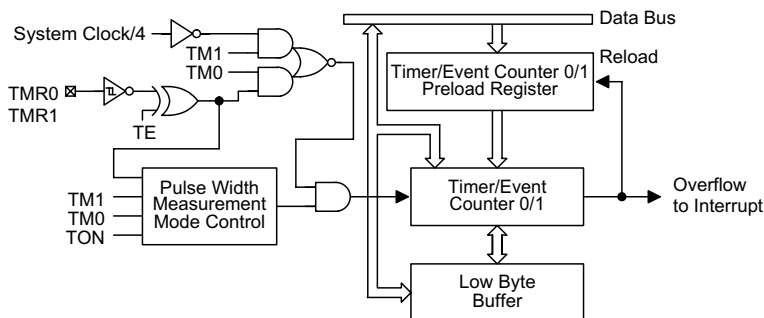 System Clock/4
TM1
TM0
TMR0
TMR1
TE
TM1
TM0
TON
Pulse Width
Measurement
Mode Control
Data Bus
Timer/Event Counter 0/1
Preload Register
Reload
Timer/Event
Counter 0/1
Overflow
to Interrupt
Low Byte
Buffer